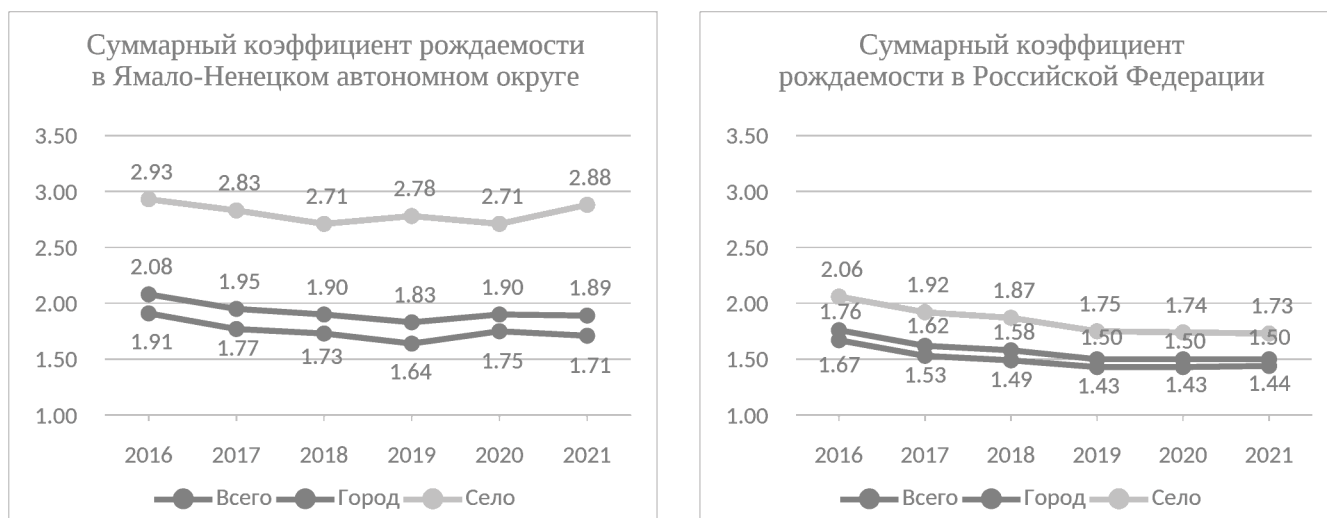 Суммарный коэффициент рождаемости
в Ямало-Ненецком автономном округе
3.50
3.00
2.50
2.00
1.50
1.00
2.93 2.83 2.71 2.78 2.71 2.88
2.08 1.95 1.90 1.83 1.90 1.89
1.91 1.77 1.73 1.64 1.75 1.71
2016 2017 2018 2019 2020 2021
Всего Город Село
Суммарный коэффициент
рождаемости в Российской Федерации
3.50
3.00
2.50
2.00
1.50
1.00
2.06 1.92 1.87 1.75 1.74 1.73
1.76 1.62 1.58 1.50 1.50 1.50
1.67 1.53 1.49 1.43 1.43 1.44
2016 2017 2018 2019 2020 2021
Всего Город Село